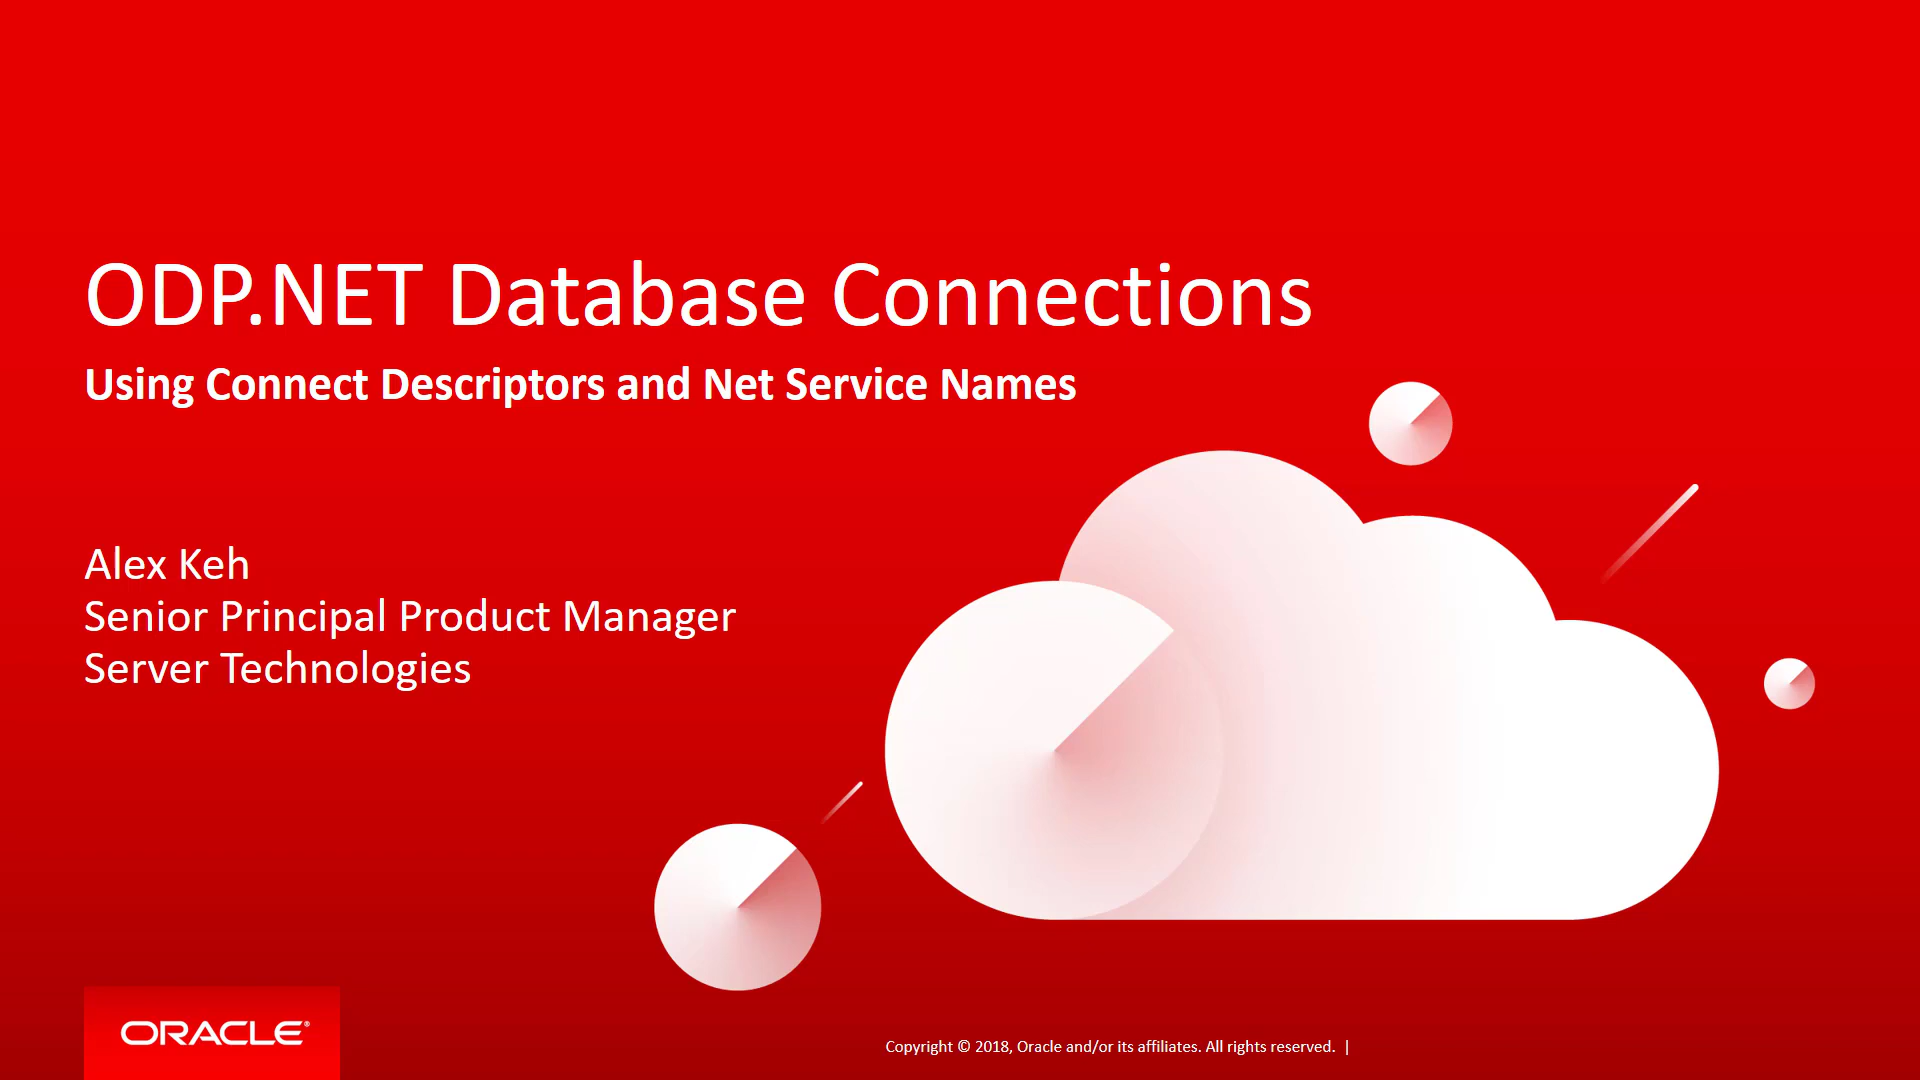 ODP.NET Database Connections
Using Connect Descriptors and Net Service Names
Alex Keh
Senior Principal Product Manager
Server Technologies
ORACLE®
Copyright © 2018, Oracle and/or its affiliates. All rights reserved. |